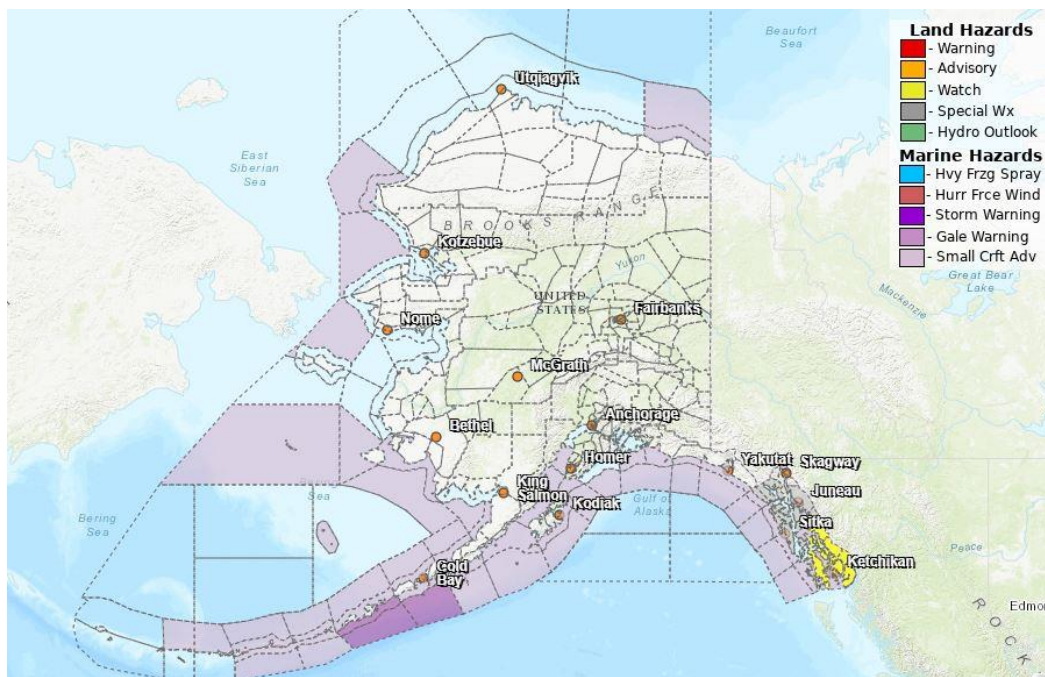 Land Hazards
- Warning
- Advisory
- Watch
- Special Wx
- Hydro Outlook
Marine Hazards
- Hvy Frzg Spray
- Hurr Frce Wind
- Storm Warning
- Gale Warning
- Small Crft Adv
Beaufort
Sea
Utqiagvik
East
Siberian
Sea
BROOKS RANGE
Kotzebue
Yukon
Great Bear
Lake
Mackenzie
UNITED
STATES
Fairbanks
Nome
McGrath
Anchorage
Bethel
Homer
Yakutat
Skagway
King
Salmon
Kodiak
Gulf of
Alaska
Juneau
Sea
Bering
Sea
Sitka
Ketchikan
Peace
Cold
Bay
Edmon
ROCK